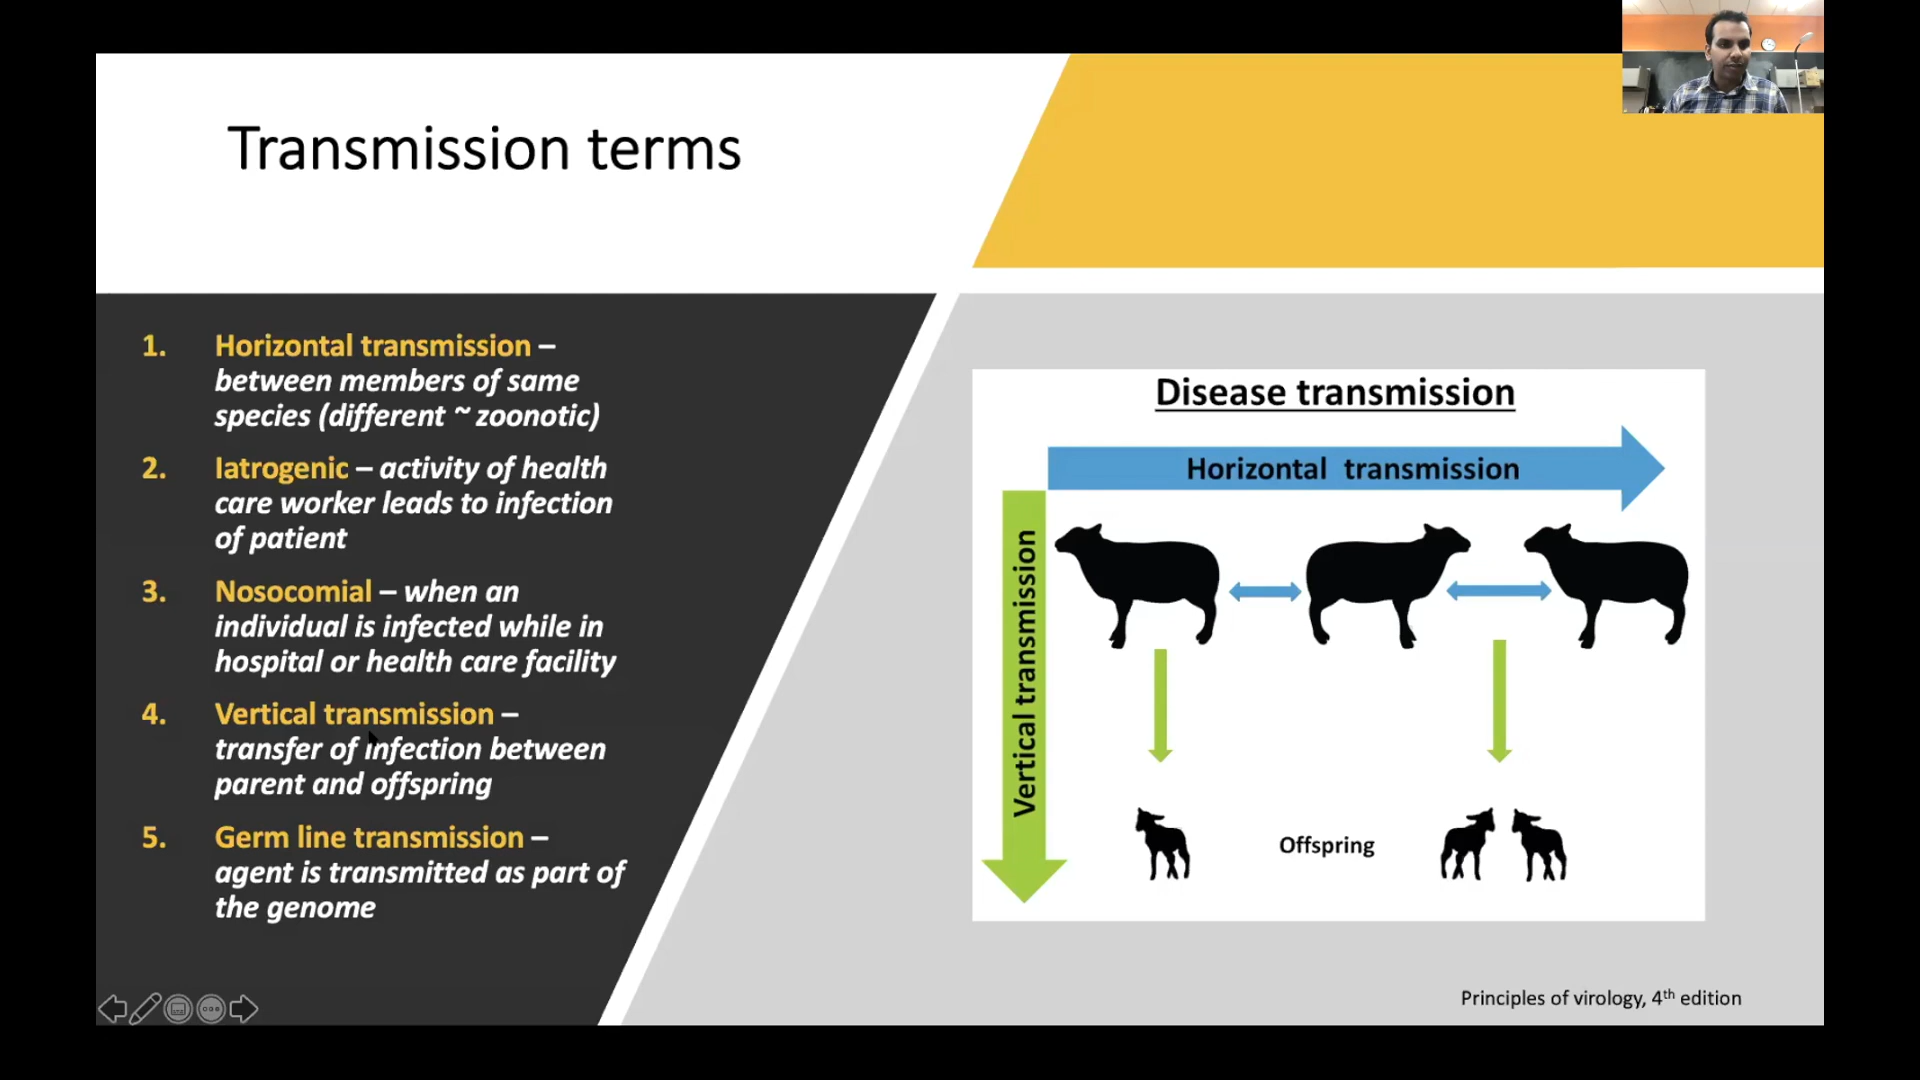 Transmission terms
1. Horizontal transmission –
between members of same
species (different ~ zoonotic)
2. Iatrogenic – activity of health
care worker leads to infection
of patient
3. Nosocomial – when an
individual is infected while in
hospital or health care facility
4. Vertical transmission –
transfer of infection between
parent and offspring
5. Germ line transmission –
agent is transmitted as part of
the genome
Disease transmission
Horizontal transmission
Vertical transmission
Offspring
Principles of virology, 4th edition